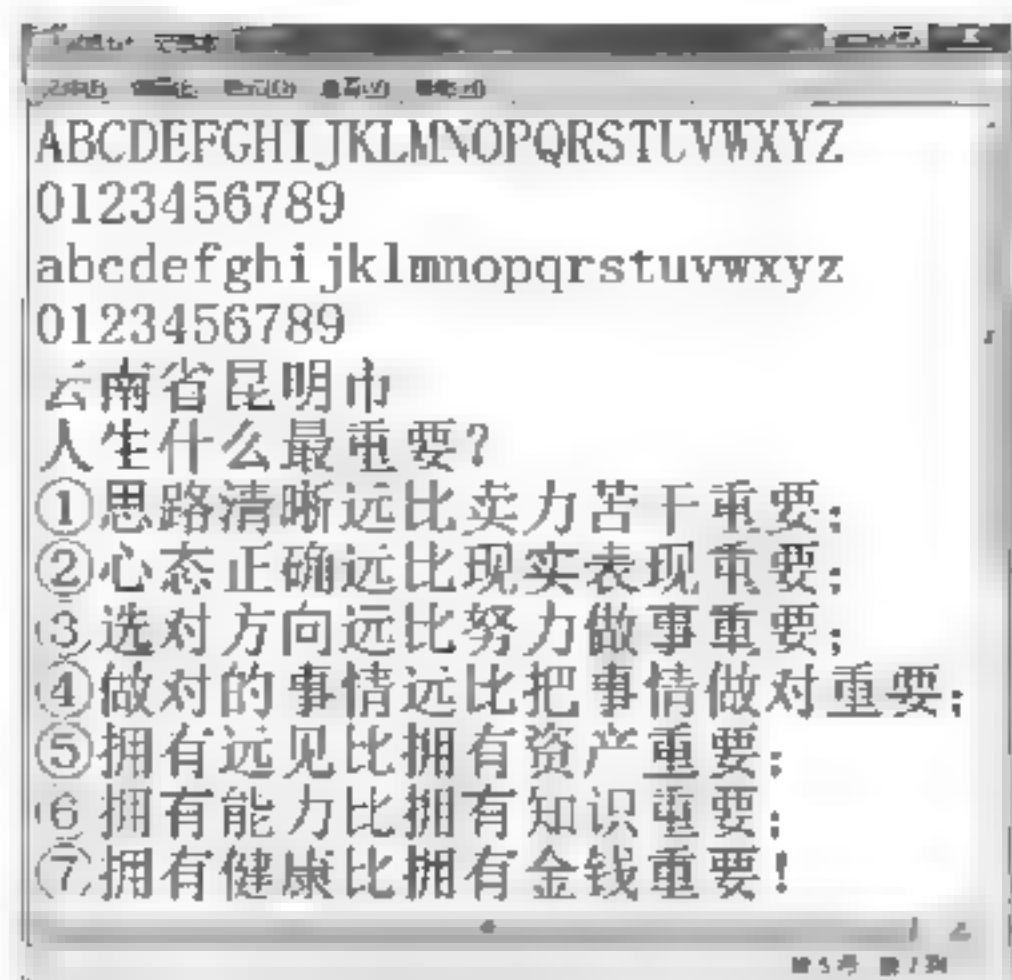 ABCDEFGHIJKLMNOPQRSTUVWXYZ
0123456789
abcdefghijklmnopqrstuvwxyz
0123456789
云南省昆明市
人生什么最重要?
①思路清晰远比卖力苦干重要;
②心态正确远比现实表现重要;
③选对方向远比努力做事重要;
④做对的事情远比把事情做对重要;
⑤拥有远见比拥有资产重要;
⑥拥有能力比拥有知识重要;
⑦拥有健康比拥有金钱重要!